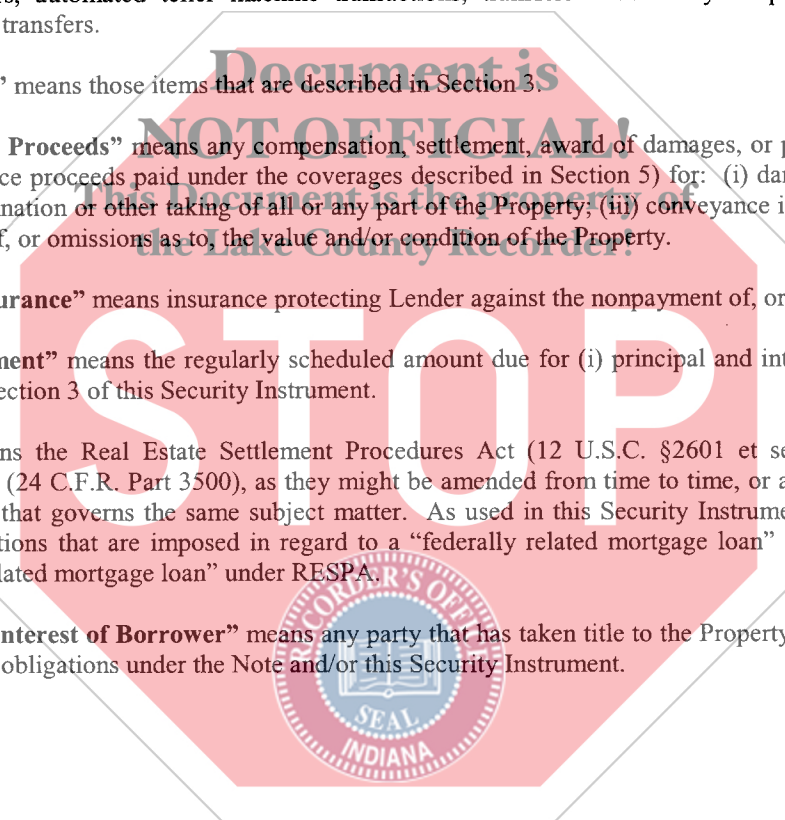 automated teller machine
transfers.
Document is
” means those items that are described in Section 3.
NOT OFFICIAL!
Proceeds” means any compensation, settlement, award of damages, or
ce proceeds paid under the coverages described in Section 5) for: (i)
This Document is the property of
nation or other taking of all or any part of the Property; (iii) conveyance
the Lake County Recorder!
, or omissions as to, the value and/or condition of the Property.
urance” means insurance protecting Lender against the nonpayment of, or
STOP
ment” means the regularly scheduled amount due for (i) principal and
ection 3 of this Security Instrument.
ns the Real Estate Settlement Procedures Act (12 U.S.C. §2601 et
(24 C.F.R. Part 3500), as they might be amended from time to time, or
that governs the same subject matter. As used in this Security
tions that are imposed in regard to a “federally related mortgage loan”
lated mortgage loan” under RESPA.
RECORDER'S OFFICE
nterest of Borrower” means any party that has taken title to the Property
obligations under the Note and/or this Security Instrument.
SEAL
INDIANA